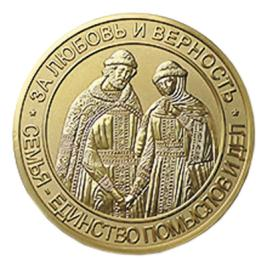 ЗА ЛЮБОВЬ И ВЕРНОСТЬ
СЕМЬЯ - ЕДИНСТВО ПОМЫСЛОВ И ДЕЛ